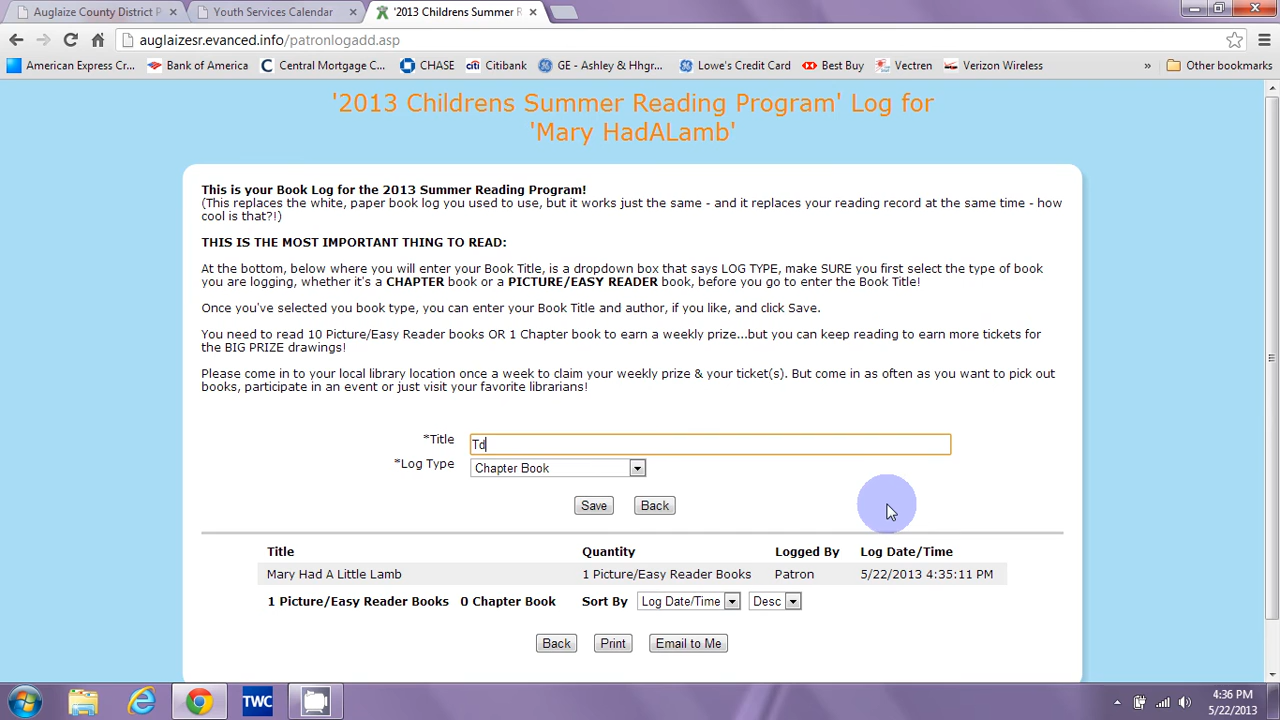 Auglaize County District P
Youth Services Calendar
'2013 Childrens Summer R
auglaizesr.evanced.info/patronlogadd.asp
American Express Cr...
Bank of America
Central Mortgage C...
CHASE
citi Citibank
GE - Ashley & Hhgr...
Lowe's Credit Card
Best Buy
Vectren
Verizon Wireless
»
Other bookmarks
'2013 Childrens Summer Reading Program' Log for
'Mary HadALamb'
This is your Book Log for the 2013 Summer Reading Program!
(This replaces the white, paper book log you used to use, but it works just the same - and it replaces your reading record at the same time - how
cool is that?!)
THIS IS THE MOST IMPORTANT THING TO READ:
At the bottom, below where you will enter your Book Title, is a dropdown box that says LOG TYPE, make SURE you first select the type of book
you are logging, whether it's a CHAPTER book or a PICTURE/EASY READER book, before you go to enter the Book Title!
Once you've selected you book type, you can enter your Book Title and author, if you like, and click Save.
You need to read 10 Picture/Easy Reader books OR 1 Chapter book to earn a weekly prize...but you can keep reading to earn more tickets for
the BIG PRIZE drawings!
Please come in to your local library location once a week to claim your weekly prize & your ticket(s). But come in as often as you want to pick out
books, participate in an event or just visit your favorite librarians!
*Title Td
*Log Type Chapter Book
Save Back
Title Quantity Logged By Log Date/Time
Mary Had A Little Lamb 1 Picture/Easy Reader Books Patron 5/22/2013 4:35:11 PM
1 Picture/Easy Reader Books 0 Chapter Book Sort By Log Date/Time Desc
Back Print Email to Me
TWC
4:36 PM
5/22/2013